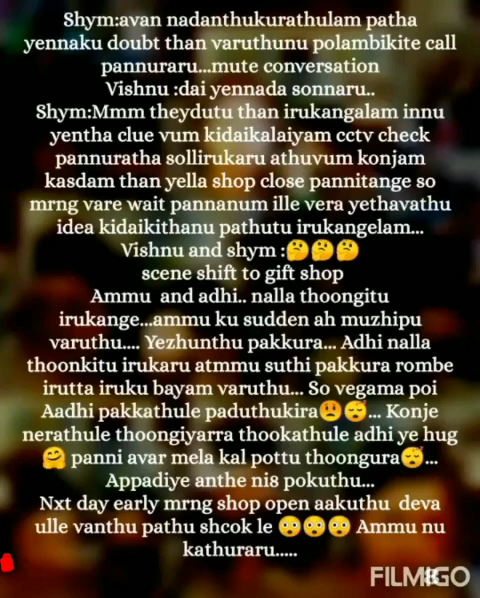 Shym:avan nadanthukurathulam patha
yennaku doubt than varuthunu polambikite call
pannuraru...mute conversation
Vishnu :dai yennada sonnaru..
Shym:Mmm theydutu than irukangalam innu
yentha clue vum kidaikalaiyam cctv check
pannuratha sollirukaru athuvum konjam
kasdam than yella shop close pannitange so
mrng vare wait pannanum ille vera yethavathu
idea kidaikithanu pathutu irukangelam...
Vishnu and shym :🤔🤔🤔
scene shift to gift shop
Ammu  and adhi.. nalla thoongitu
irukange...ammu ku sudden ah muzhipu
varuthu.... Yezhunthu pakkura... Adhi nalla
thoonkitu irukaru atmmu suthi pakkura rombe
irutta iruku bayam varuthu... So vegama poi
Aadhi pakkathule paduthukira😰😴... Konje
nerathule thoongiyarra thookathule adhi ye hug
🤗 panni avar mela kal pottu thoongura😴...
Appadiye anthe ni8 pokuthu...
Nxt day early mrng shop open aakuthu  deva
ulle vanthu pathu shcok le 😳😳😳 Ammu nu
kathuraru.....
FILMIGO